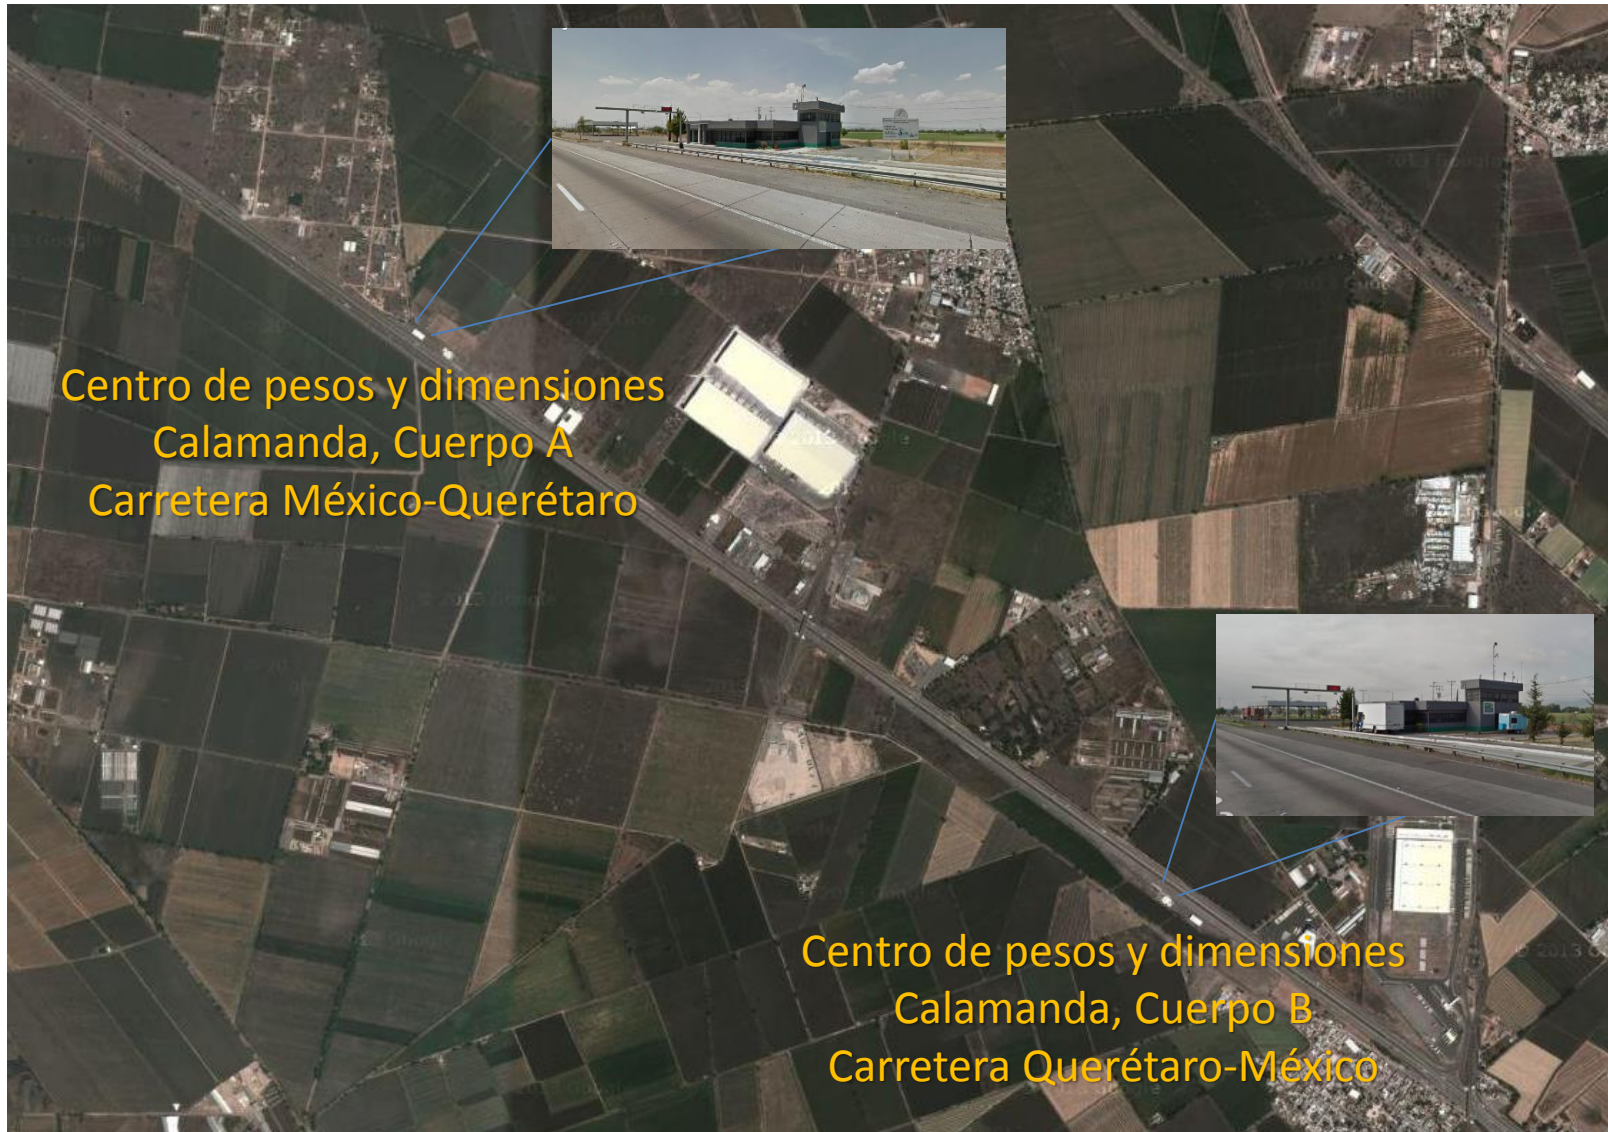 Centro de pesos y dimensiones
Calamanda, Cuerpo A
Carretera México-Querétaro
Centro de pesos y dimensiones
Calamanda, Cuerpo B
Carretera Querétaro-México